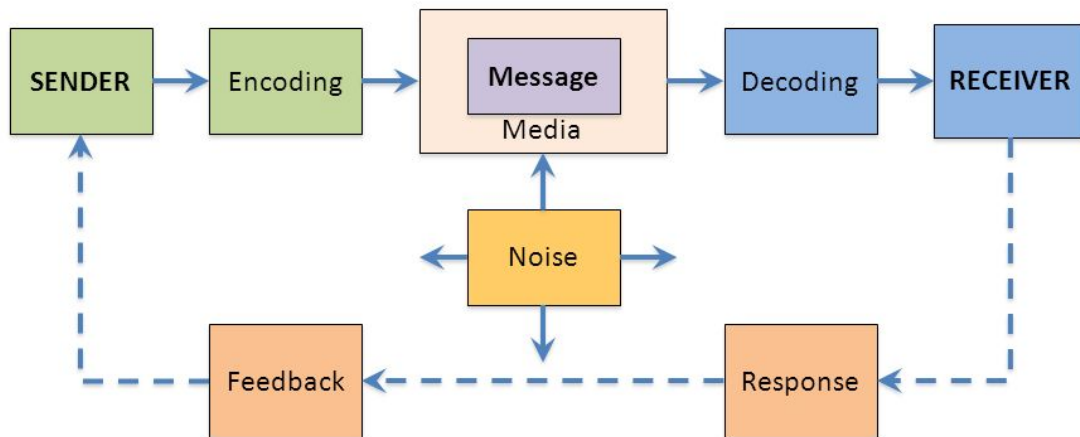 SENDER
Encoding
Message
Media
Decoding
RECEIVER
Noise
Feedback
Response